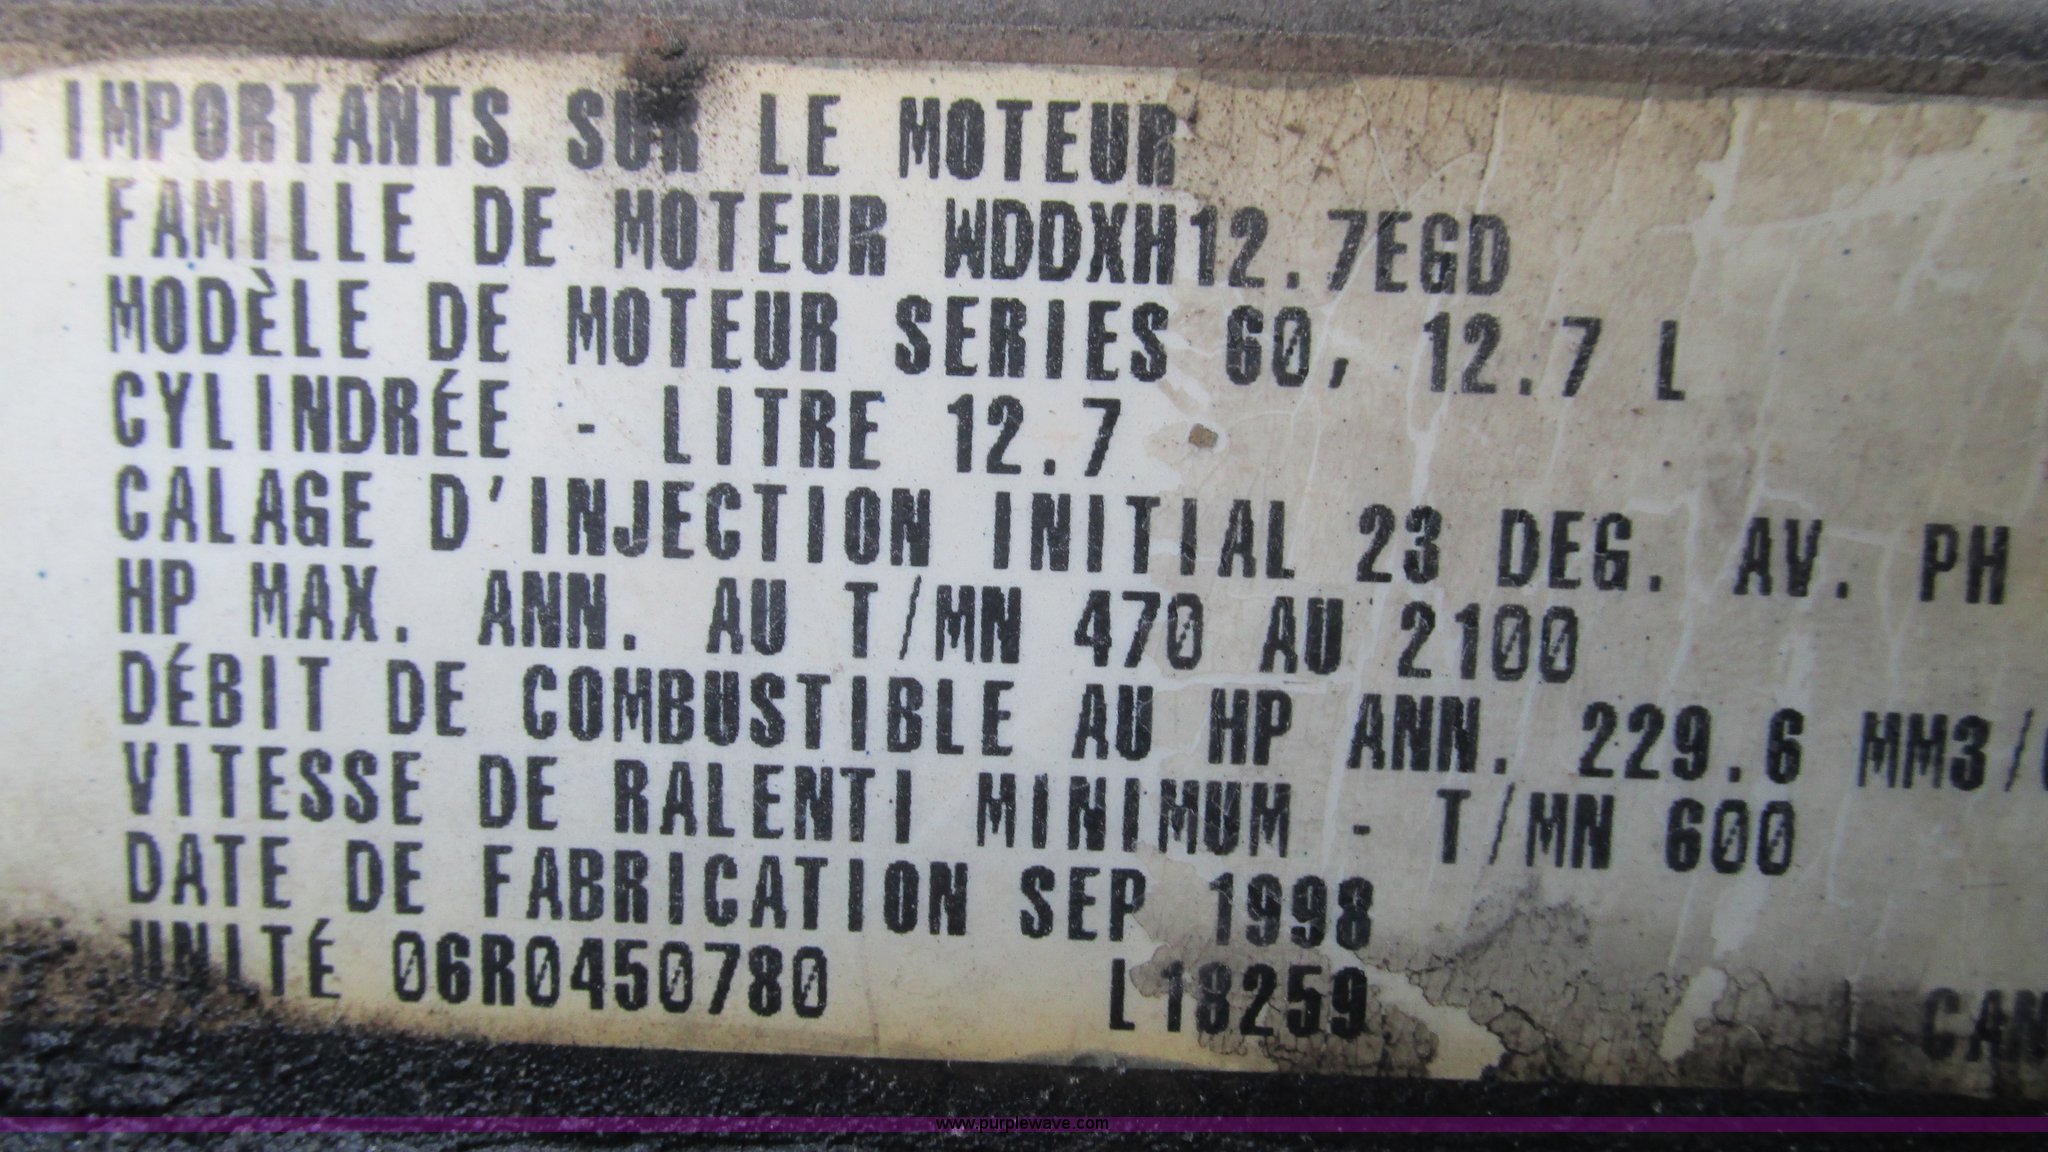 IMPORTANTS SUR LE MOTEUR
FAMILLE DE MOTEUR WDDXH12.7EGD
MODÈLE DE MOTEUR SERIES 60, 12.7 L
CYLINDRÉE - LITRE 12.7
CALAGE D'INJECTION INITIAL 23 DEG. AV. PH
HP MAX. ANN. AU T/MN 470 AU 2100
DÉBIT DE COMBUSTIBLE AU HP ANN. 229.6 MM3/
VITESSE DE RALENTI MINIMUM - T/MN 600
DATE DE FABRICATION SEP 1998
UNITÉ 06R0450780 L18259
CAN
www.purplewave.com